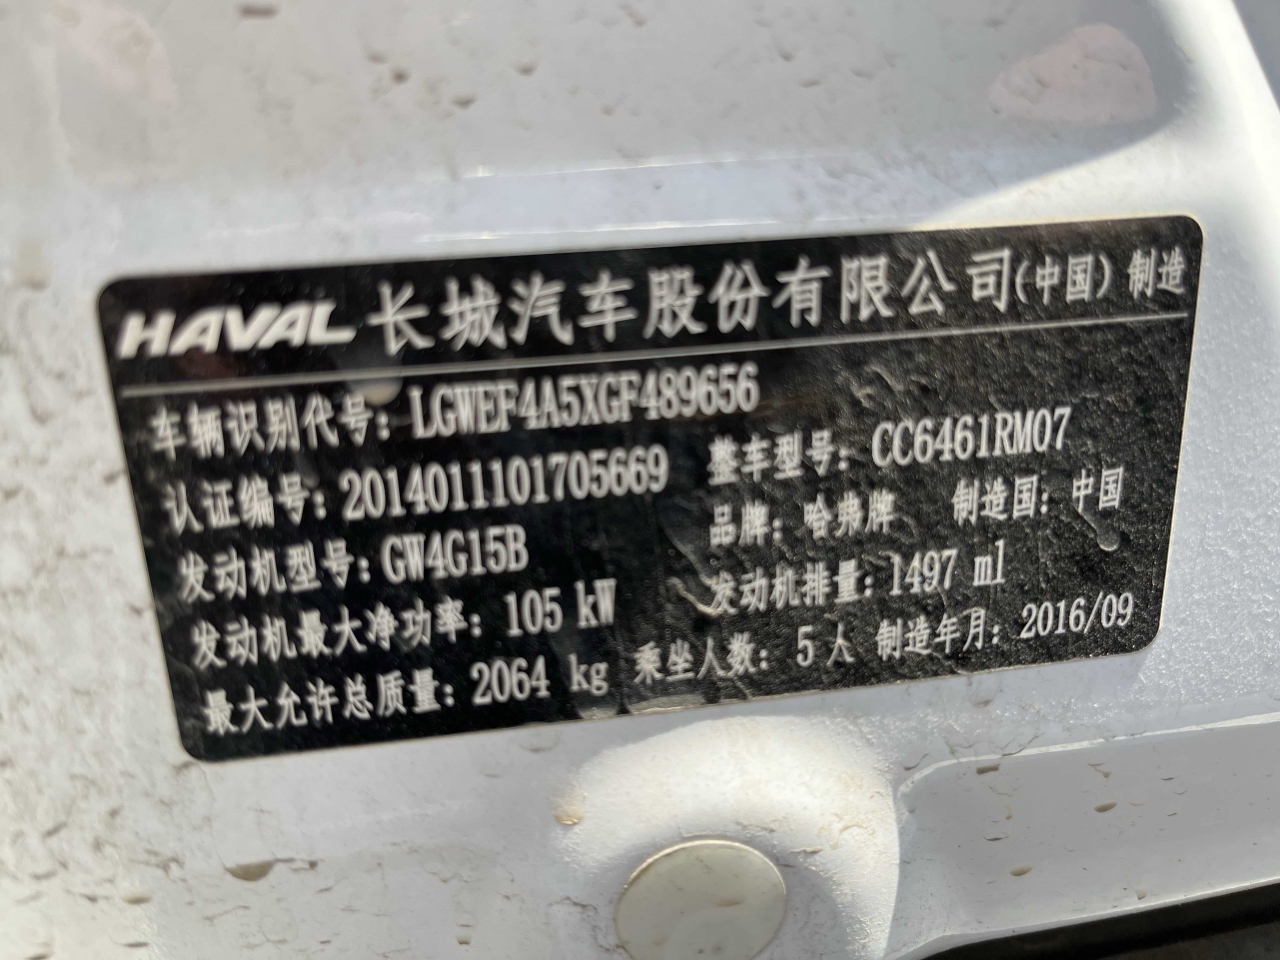 HAVAL 长城汽车股份有限公司(中国)制造
车辆识别代号: LGWEF4A5XGF489656
认证编号: 2014011101705669 整车型号: CC6461RM07
发动机型号: GW4G15B 品牌: 哈弗牌 制造国: 中国
发动机最大净功率: 105 kW 发动机排量: 1497 ml
最大允许总质量: 2064 kg 乘坐人数: 5 人 制造年月: 2016/09